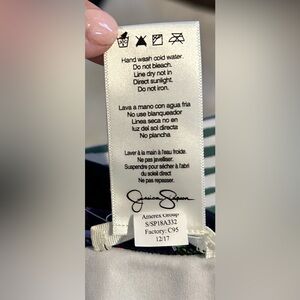 Hand wash cold water.
Do not bleach.
Line dry not in
Direct sunlight.
Do not iron.
Lava a mano con agua fria
No use blanqueador
Linea seca no en
luz del sol directa
No plancha
Laver à la main à l'eau froide.
Ne pas javelliser.
Suspendre pour sécher à l'abri
du soleil direct
Ne pas repasser.
Jessica Simpson
Amerex Group
S/SP18A332
Factory: C95
12/17